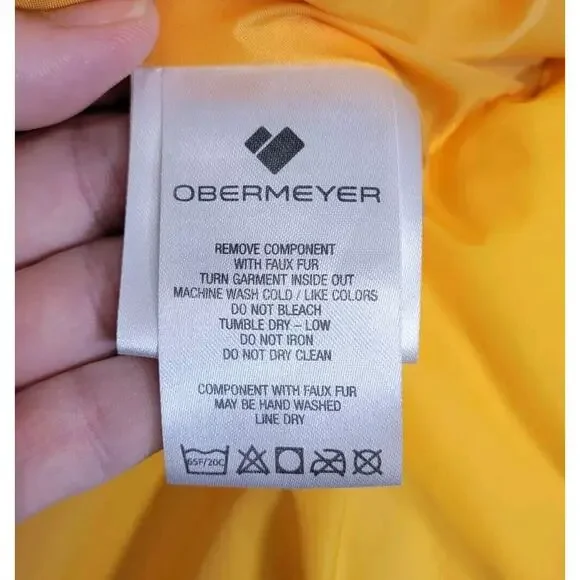 OBERMEYER
REMOVE COMPONENT
WITH FAUX FUR
TURN GARMENT INSIDE OUT
MACHINE WASH COLD / LIKE COLORS
DO NOT BLEACH
TUMBLE DRY – LOW
DO NOT IRON
DO NOT DRY CLEAN
COMPONENT WITH FAUX FUR
MAY BE HAND WASHED
LINE DRY
65F/20C